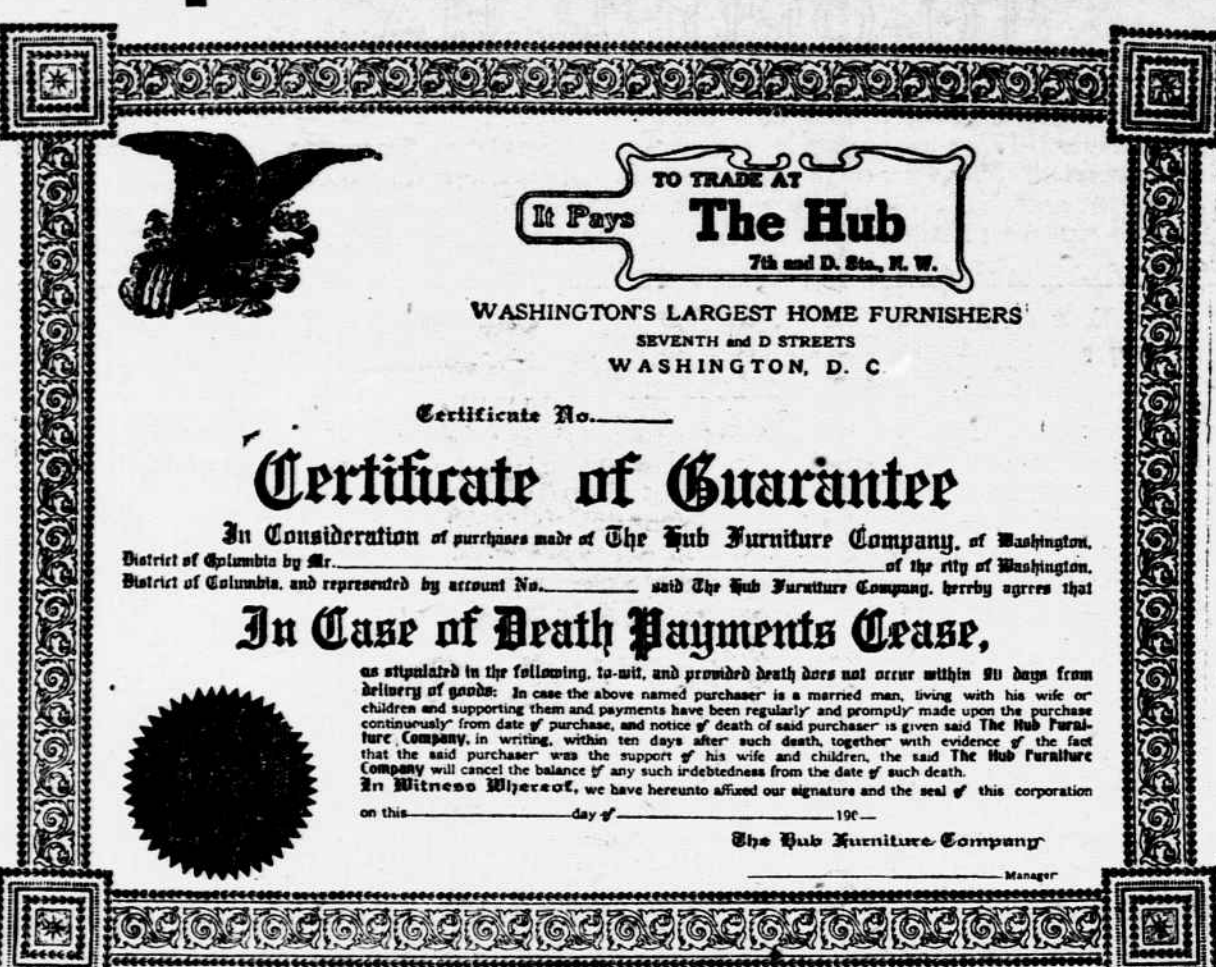 TO TRADE AT
It Pays The Hub
7th and D. Sts., N. W.
WASHINGTON'S LARGEST HOME FURNISHERS
SEVENTH and D STREETS
WASHINGTON, D. C
Certificate No.
Certificate of Guarantee
In Consideration of purchases made of The Hub Furniture Company, of Washington,
District of Columbia by Mr. of the city of Washington,
District of Columbia, and represented by account No. said The Hub Furniture Company, hereby agrees that
In Case of Death Payments Cease,
as stipulated in the following, to-wit, and provided death does not occur within 90 days from
delivery of goods: In case the above named purchaser is a married man, living with his wife or
children and supporting them and payments have been regularly and promptly made upon the purchase
continuously from date of purchase, and notice of death of said purchaser is given said The Hub Furni-
ture Company, in writing, within ten days after such death, together with evidence of the fact
that the said purchaser was the support of his wife and children, the said The Hub Furniture
Company will cancel the balance of any such indebtedness from the date of such death.
In Witness Whereof, we have hereunto affixed our signature and the seal of this corporation
on this day of 190
The Hub Furniture Company
Manager